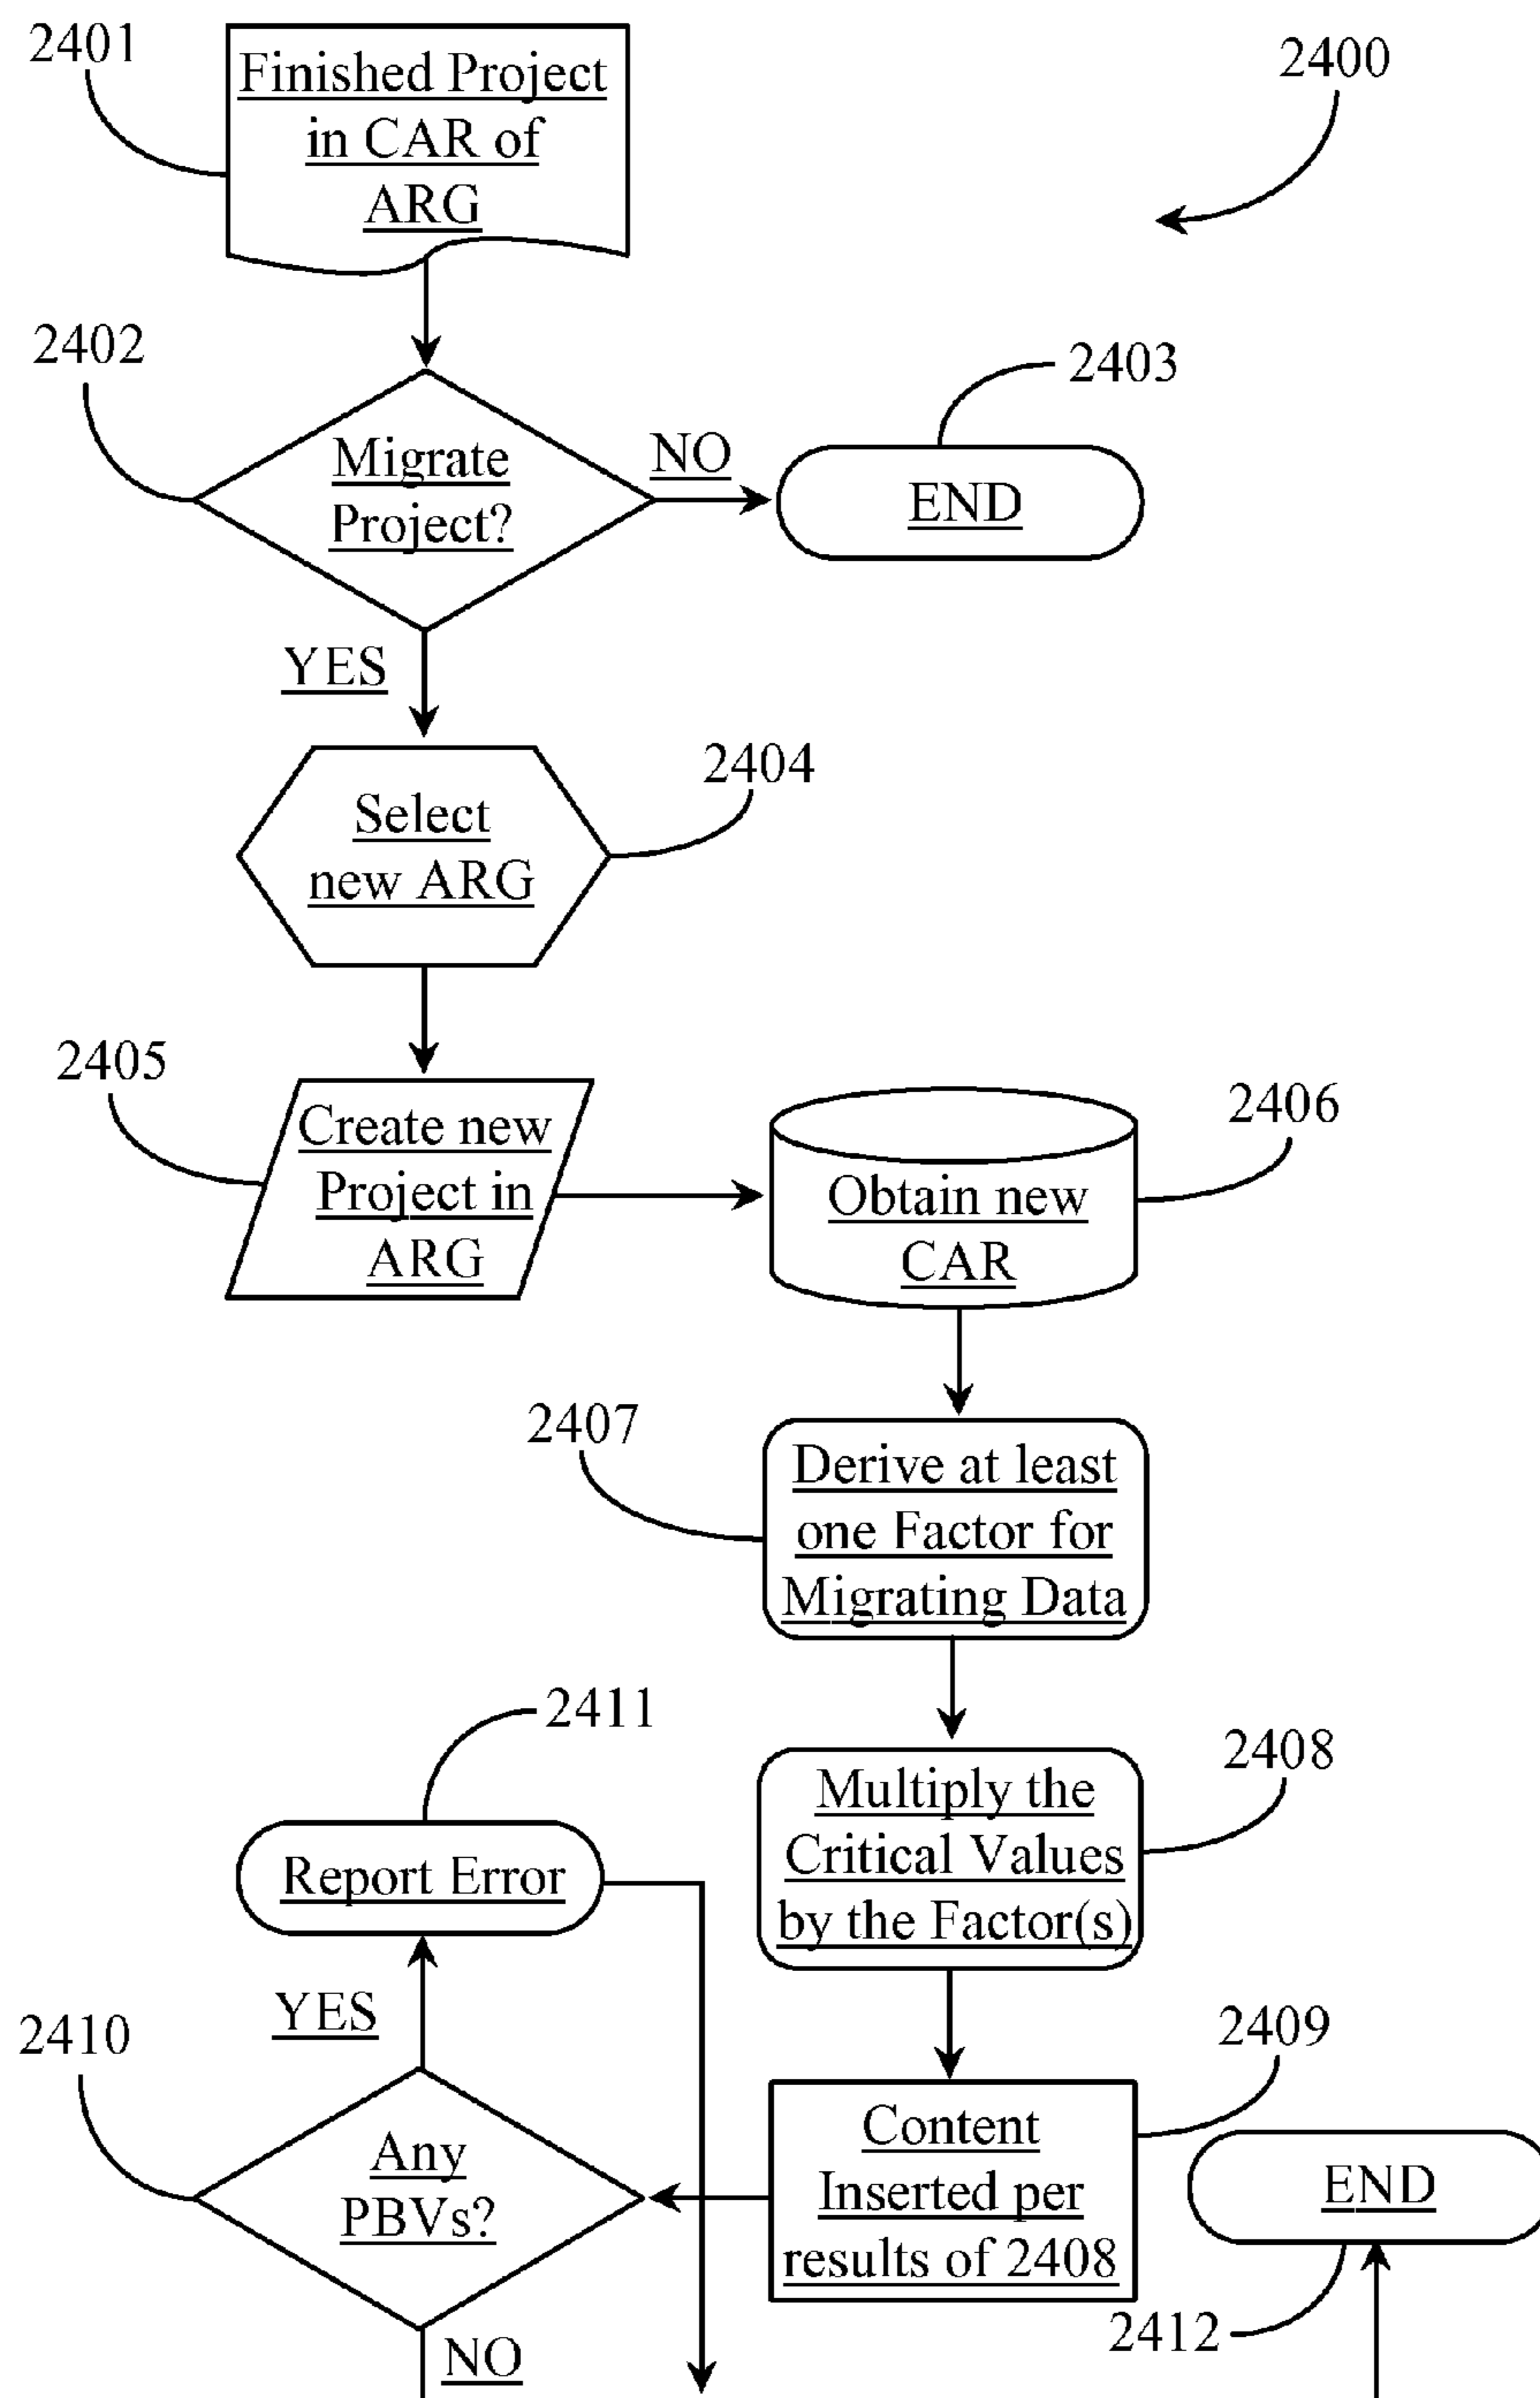 2401
Finished Project
in CAR of
ARG
2400
2402
Migrate
Project?
NO
2403
END
YES
Select
new ARG
2404
2405
Create new
Project in
ARG
2406
Obtain new
CAR
2407
Derive at least
one Factor for
Migrating Data
2411
Report Error
2408
Multiply the
Critical Values
by the Factor(s)
YES
2410
Any
PBVs?
2409
Content
Inserted per
results of 2408
END
2412
NO